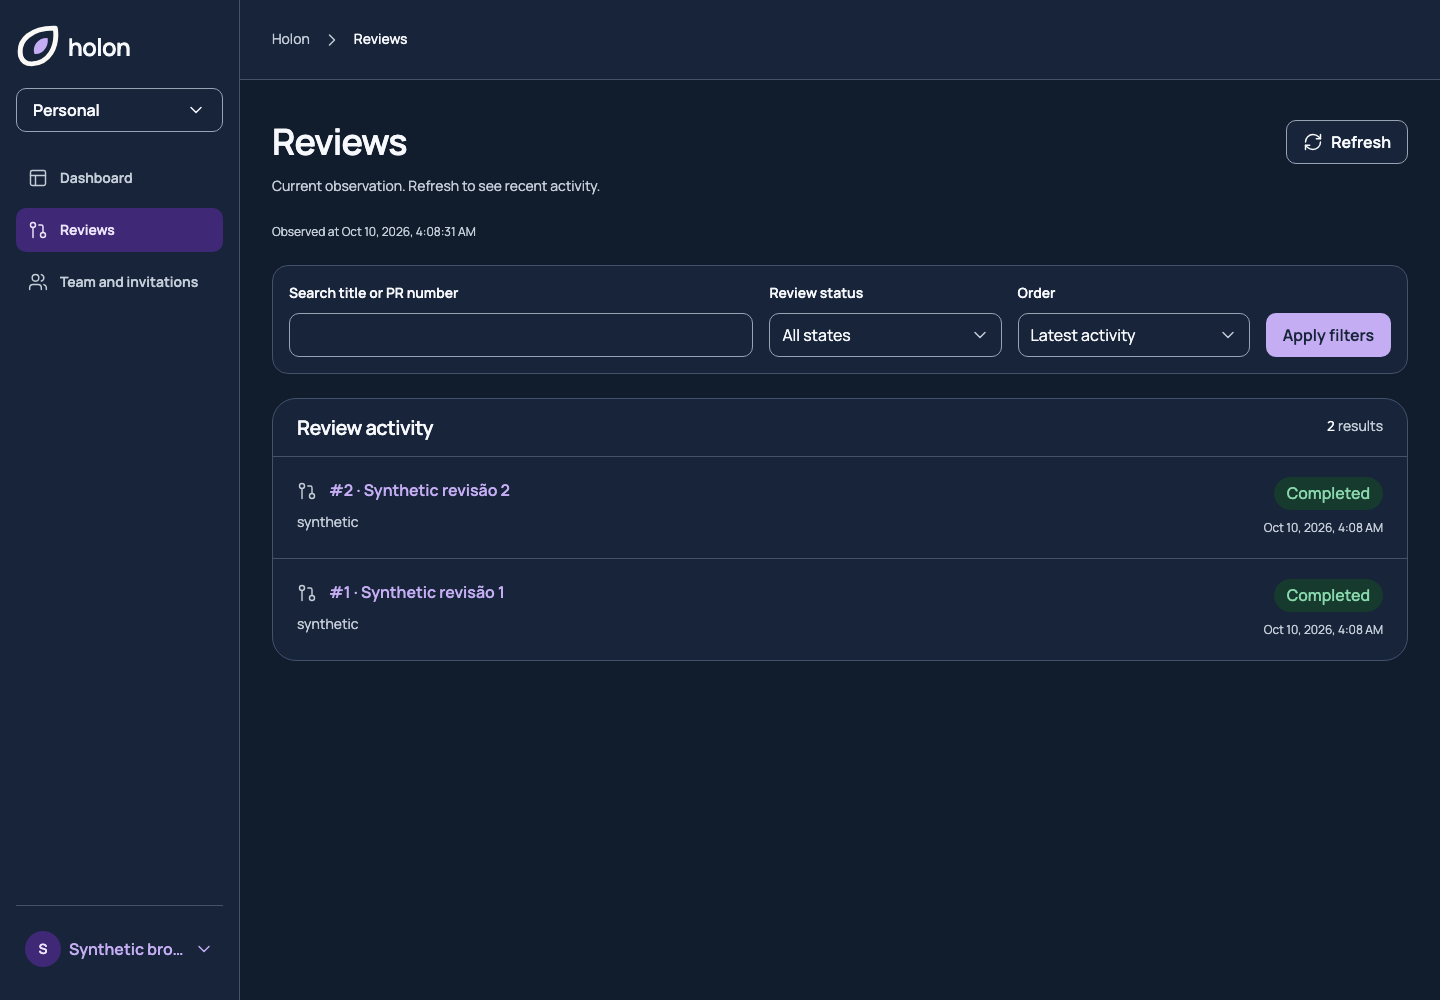 holon
Personal
Dashboard
Reviews
Team and invitations
Synthetic bro...
S
Holon
Reviews
Reviews
Refresh
Current observation. Refresh to see recent activity.
Observed at Oct 10, 2026, 4:08:31 AM
Search title or PR number
Review status
Order
All states
Latest activity
Apply filters
Review activity
2 results
#2 · Synthetic revisão 2
Completed
synthetic
Oct 10, 2026, 4:08 AM
#1 · Synthetic revisão 1
Completed
synthetic
Oct 10, 2026, 4:08 AM